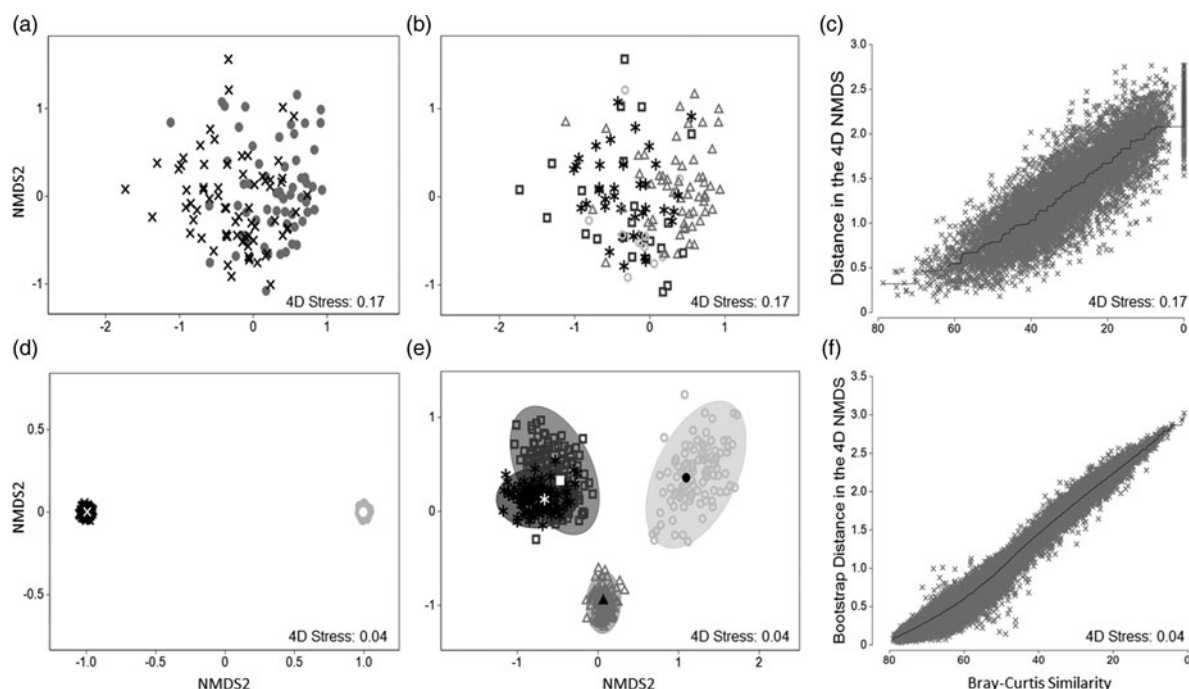 (a)
1
0
-1
NMDS2
-2
-1
0
1
4D Stress: 0.17
(b)
1
0
-1
-2
-1
0
1
4D Stress: 0.17
(c)
3.0
2.5
2.0
1.5
1.0
0.5
0.0
Distance in the 4D NMDS
80
60
40
20
0
4D Stress: 0.17
(d)
0.5
0
-0.5
NMDS2
-1.0
-0.5
0
0.5
1.0
4D Stress: 0.04
NMDS2
(e)
1
0
-1
-1
0
1
2
4D Stress: 0.04
NMDS2
(f)
3.5
3.0
2.5
2.0
1.5
1.0
0.5
0.0
Bootstrap Distance in the 4D NMDS
80
60
40
20
0
4D Stress: 0.04
Bray-Curtis Similarity